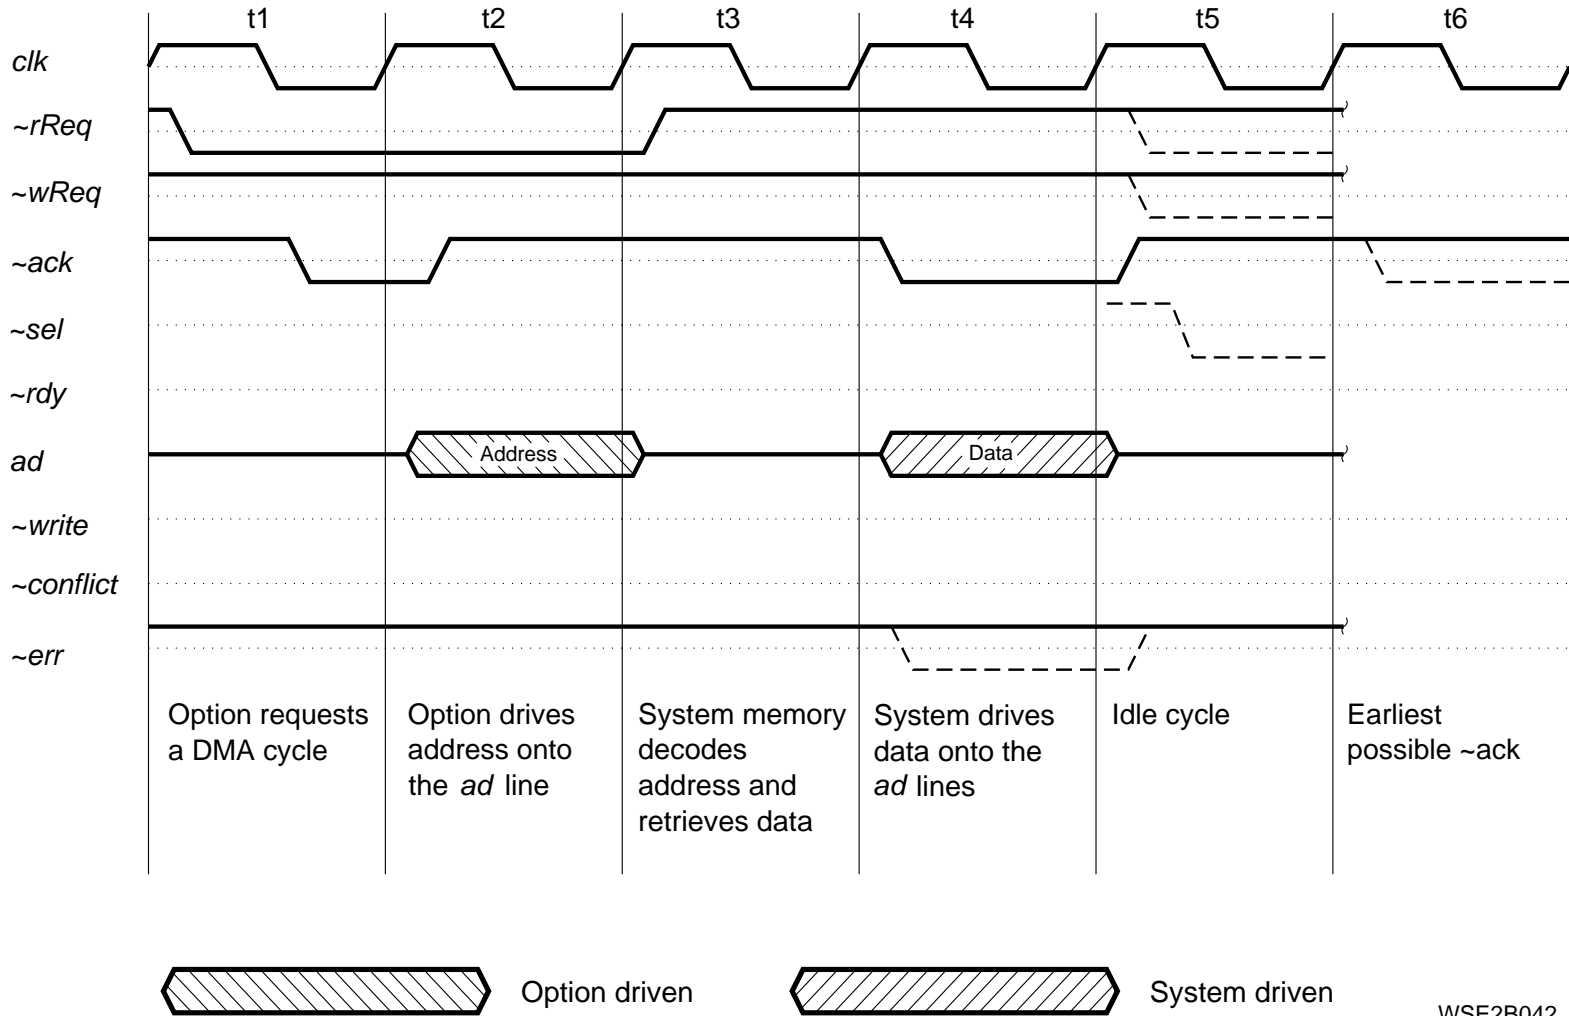 t1 t2 t3 t4 t5 t6
clk
~rReq
~wReq
~ack
~sel
~rdy
ad Address Data
~write
~conflict
~err
Option requests
a DMA cycle
Option drives
address onto
the ad line
System memory
decodes
address and
retrieves data
System drives
data onto the
ad lines
Idle cycle
Earliest
possible ~ack
Option driven
System driven
WSE2B042